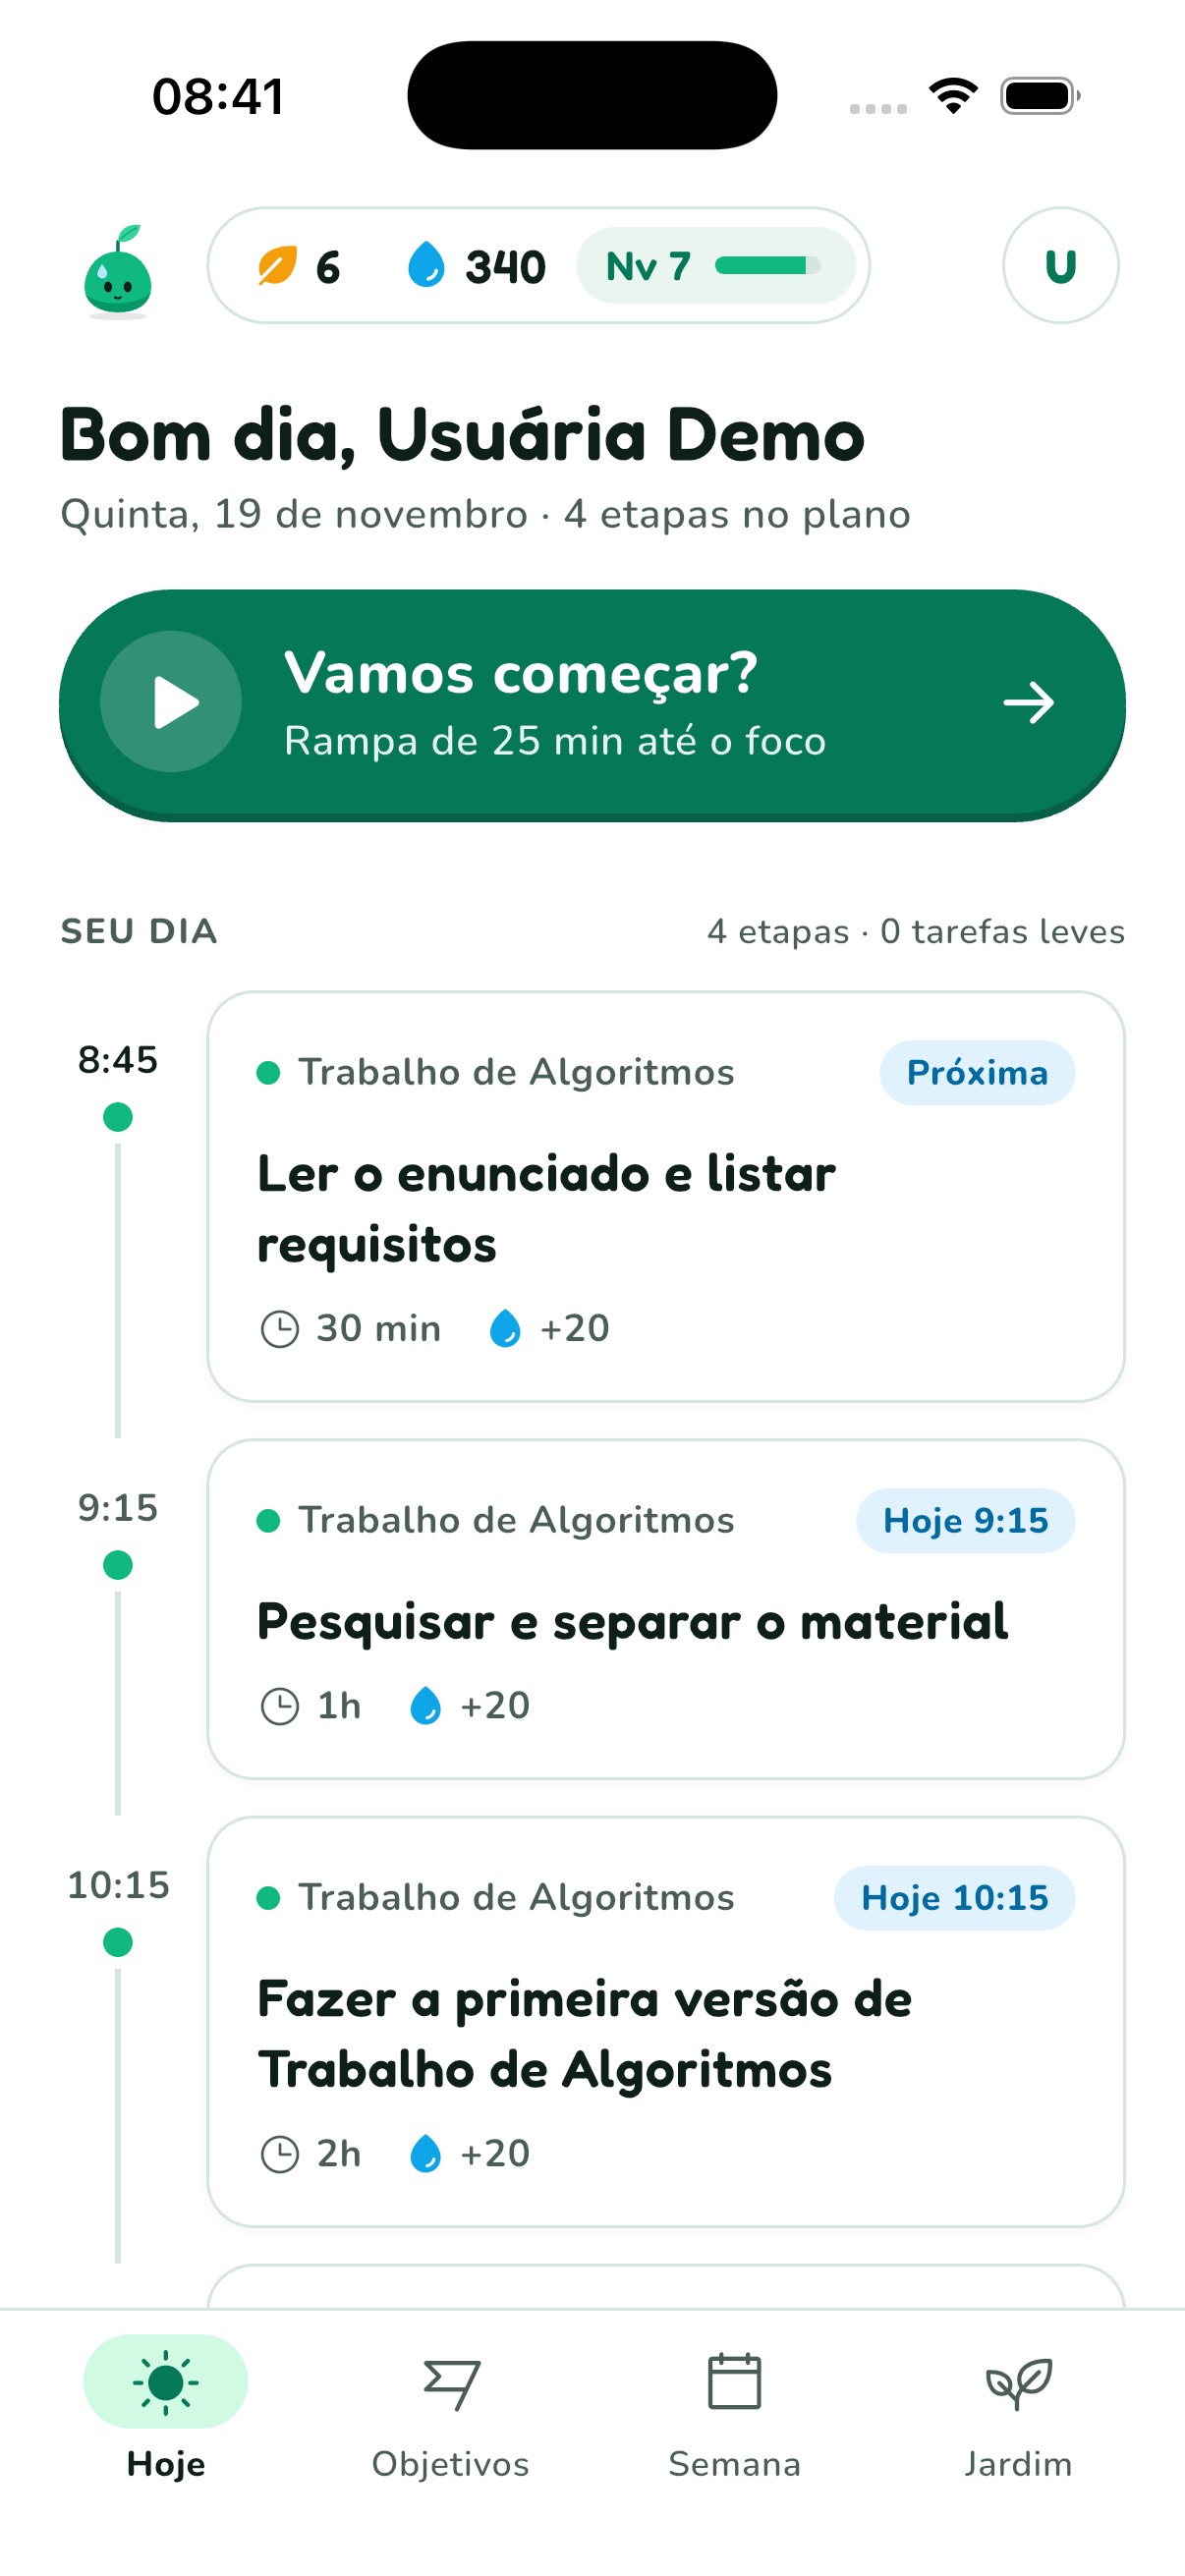 08:41
6 340 Nv 7 U
Bom dia, Usuária Demo
Quinta, 19 de novembro · 4 etapas no plano
Vamos começar?
Rampa de 25 min até o foco
SEU DIA 4 etapas · 0 tarefas leves
8:45
Trabalho de Algoritmos Próxima
Ler o enunciado e listar
requisitos
30 min +20
9:15
Trabalho de Algoritmos Hoje 9:15
Pesquisar e separar o material
1h +20
10:15
Trabalho de Algoritmos Hoje 10:15
Fazer a primeira versão de
Trabalho de Algoritmos
2h +20
Hoje Objetivos Semana Jardim